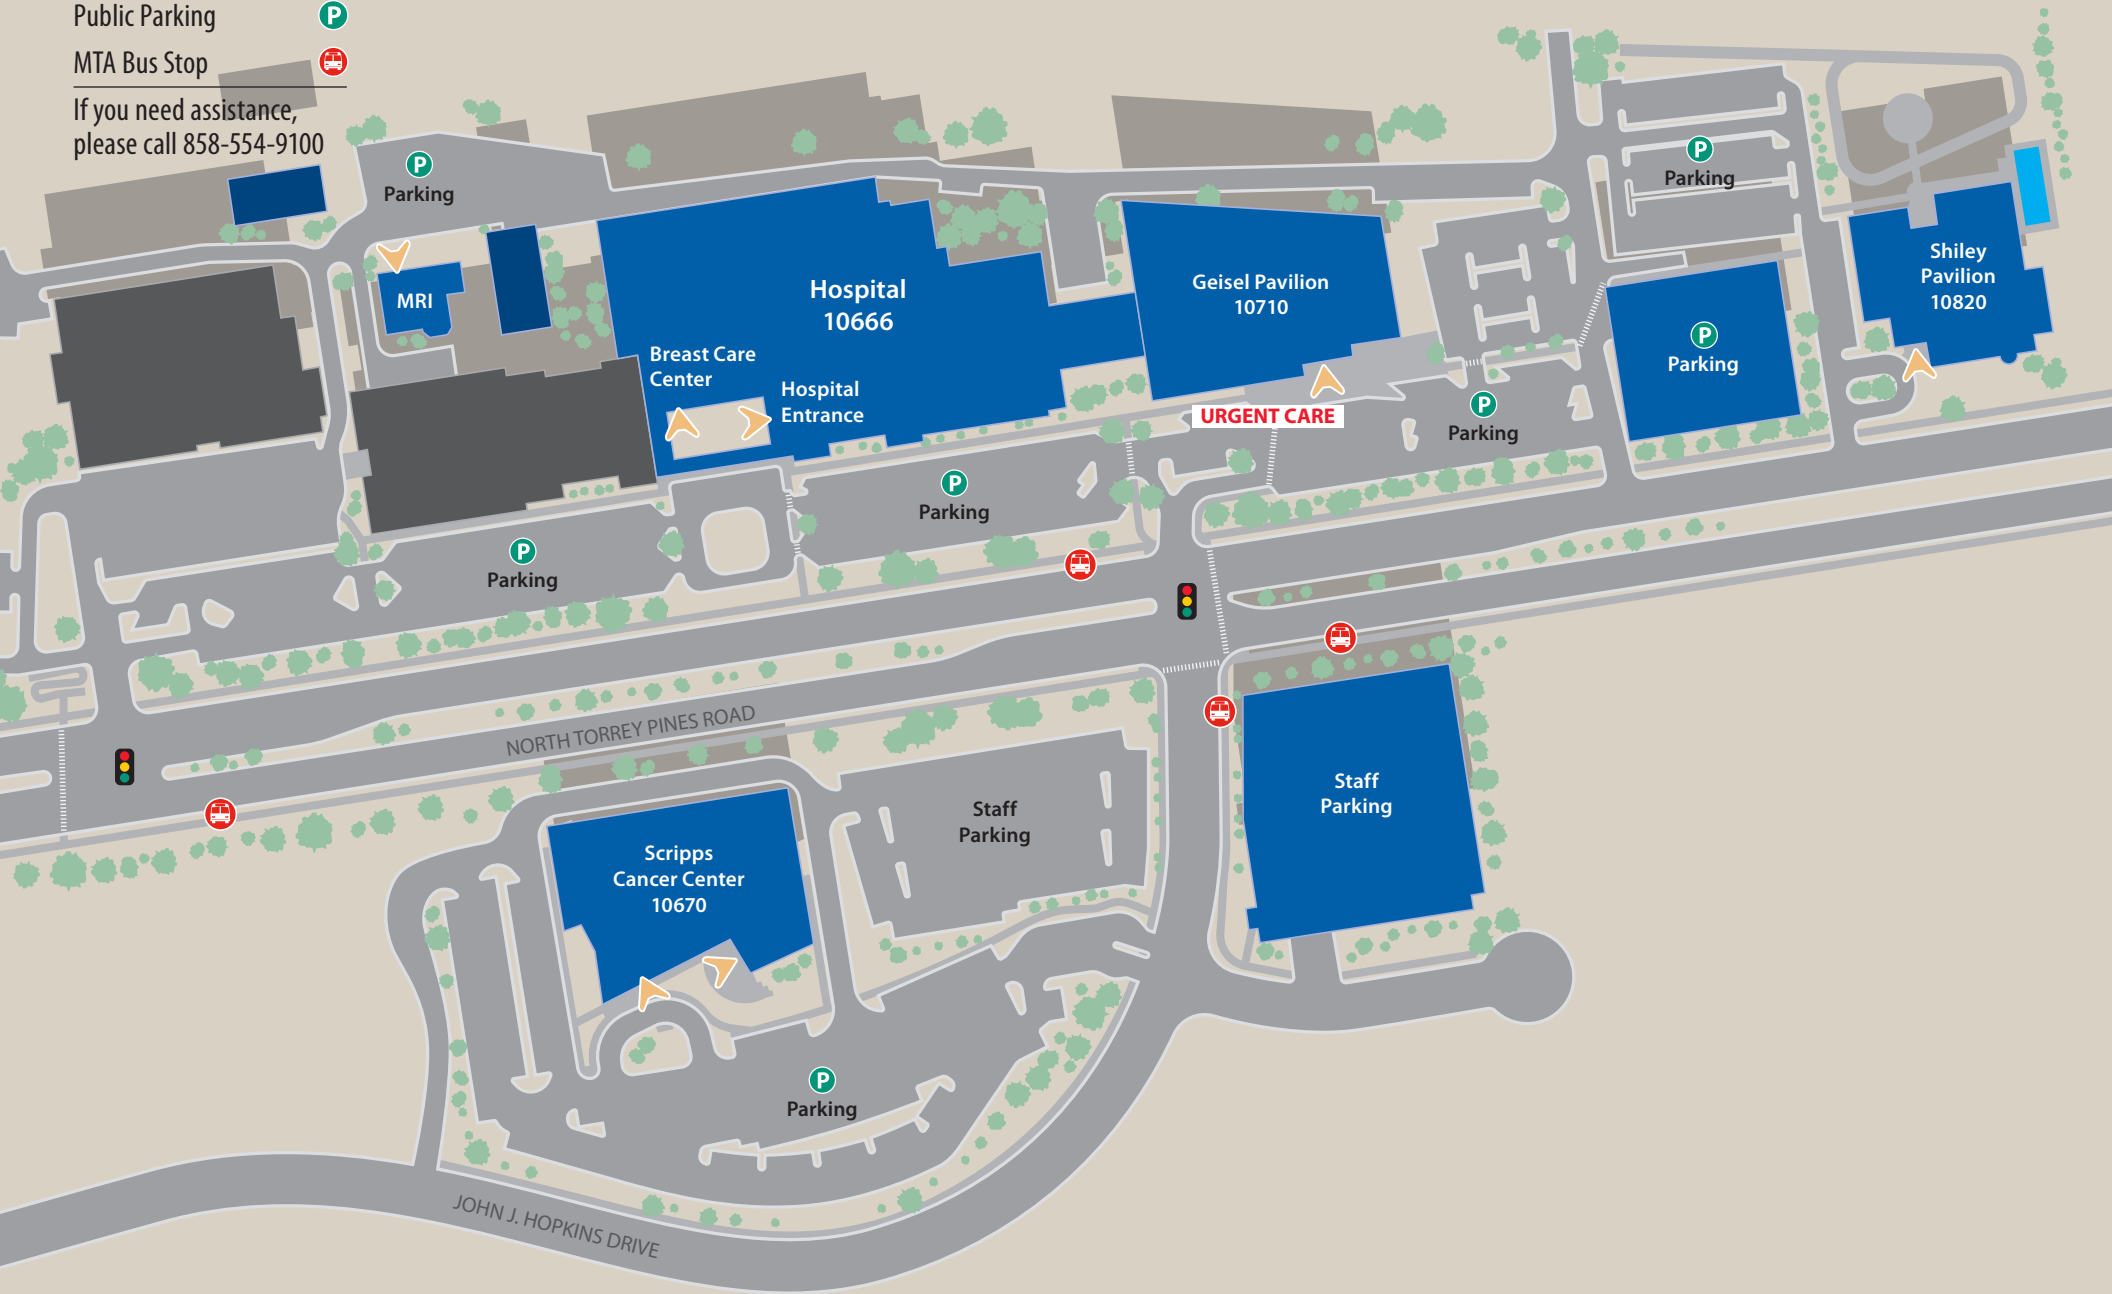 Public Parking P
MTA Bus Stop
If you need assistance,
please call 858-554-9100
P
Parking
MRI
Hospital
10666
Breast Care
Center
Hospital
Entrance
Geisel Pavilion
10710
URGENT CARE
P
Parking
P
Parking
P
Parking
Shiley
Pavilion
10820
P
Parking
P
Parking
NORTH TORREY PINES ROAD
Staff
Parking
Staff
Parking
Scripps
Cancer Center
10670
P
Parking
JOHN J. HOPKINS DRIVE